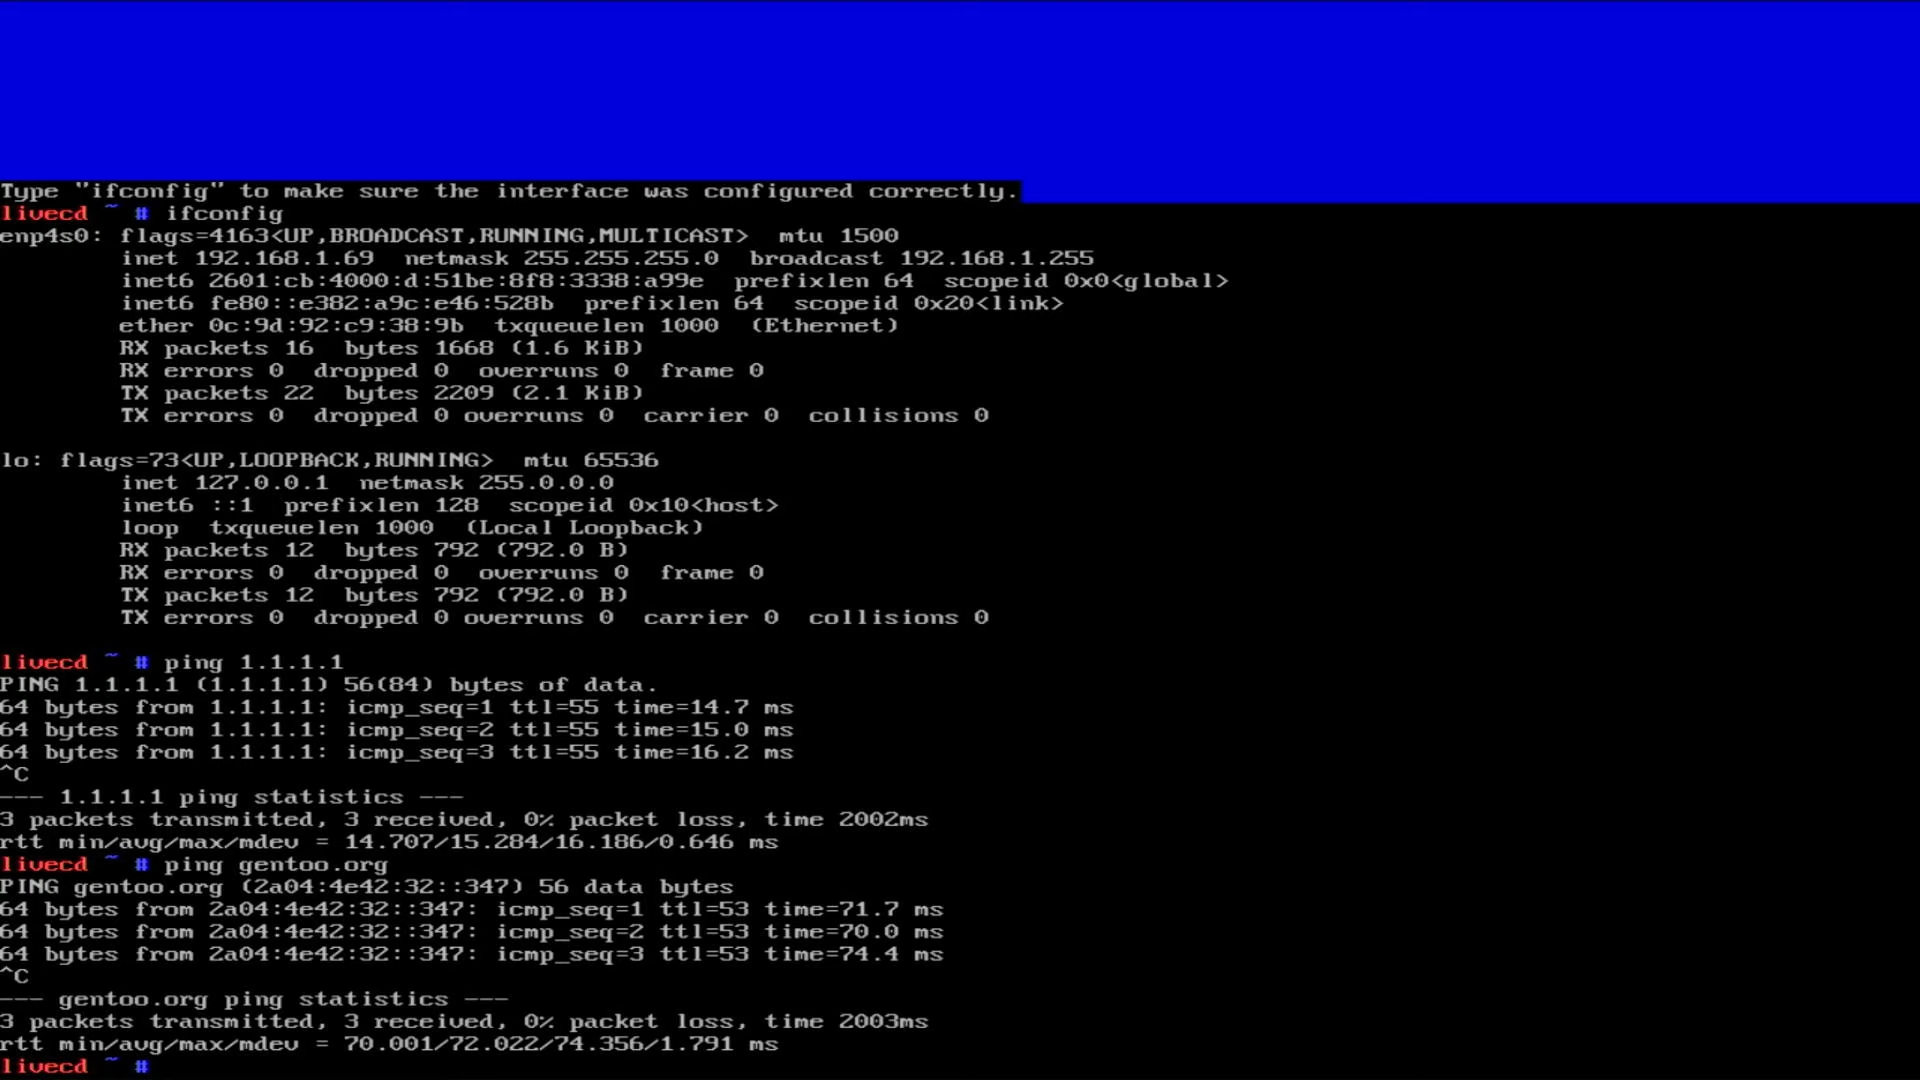 Type "ifconfig" to make sure the interface was configured correctly.
livecd ~ # ifconfig
enp4s0: flags=4163<UP,BROADCAST,RUNNING,MULTICAST>  mtu 1500
        inet 192.168.1.69  netmask 255.255.255.0  broadcast 192.168.1.255
        inet6 2601:cb:4000:d:51be:8f8:3338:a99e  prefixlen 64  scopeid 0x0<global>
        inet6 fe80::e382:a9c:e46:528b  prefixlen 64  scopeid 0x20<link>
        ether 0c:9d:92:c9:38:9b  txqueuelen 1000  (Ethernet)
        RX packets 16  bytes 1668 (1.6 KiB)
        RX errors 0  dropped 0  overruns 0  frame 0
        TX packets 22  bytes 2209 (2.1 KiB)
        TX errors 0  dropped 0 overruns 0  carrier 0  collisions 0
lo: flags=73<UP,LOOPBACK,RUNNING>  mtu 65536
        inet 127.0.0.1  netmask 255.0.0.0
        inet6 ::1  prefixlen 128  scopeid 0x10<host>
        loop  txqueuelen 1000  (Local Loopback)
        RX packets 12  bytes 792 (792.0 B)
        RX errors 0  dropped 0  overruns 0  frame 0
        TX packets 12  bytes 792 (792.0 B)
        TX errors 0  dropped 0 overruns 0  carrier 0  collisions 0
livecd ~ # ping 1.1.1.1
PING 1.1.1.1 (1.1.1.1) 56(84) bytes of data.
64 bytes from 1.1.1.1: icmp_seq=1 ttl=55 time=14.7 ms
64 bytes from 1.1.1.1: icmp_seq=2 ttl=55 time=15.0 ms
64 bytes from 1.1.1.1: icmp_seq=3 ttl=55 time=16.2 ms
^C
--- 1.1.1.1 ping statistics ---
3 packets transmitted, 3 received, 0% packet loss, time 2002ms
rtt min/avg/max/mdev = 14.707/15.284/16.186/0.646 ms
livecd ~ # ping gentoo.org
PING gentoo.org (2a04:4e42:32::347) 56 data bytes
64 bytes from 2a04:4e42:32::347: icmp_seq=1 ttl=53 time=71.7 ms
64 bytes from 2a04:4e42:32::347: icmp_seq=2 ttl=53 time=70.0 ms
64 bytes from 2a04:4e42:32::347: icmp_seq=3 ttl=53 time=74.4 ms
^C
--- gentoo.org ping statistics ---
3 packets transmitted, 3 received, 0% packet loss, time 2003ms
rtt min/avg/max/mdev = 70.001/72.022/74.356/1.791 ms
livecd ~ #